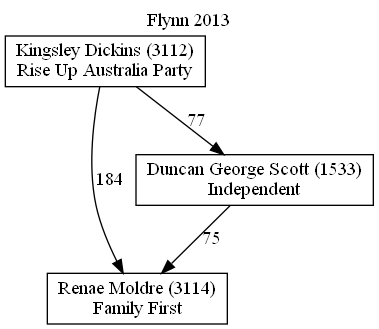 Flynn 2013
Kingsley Dickins (3112)
Rise Up Australia Party
77
Duncan George Scott (1533)
Independent
184
75
Renae Moldre (3114)
Family First